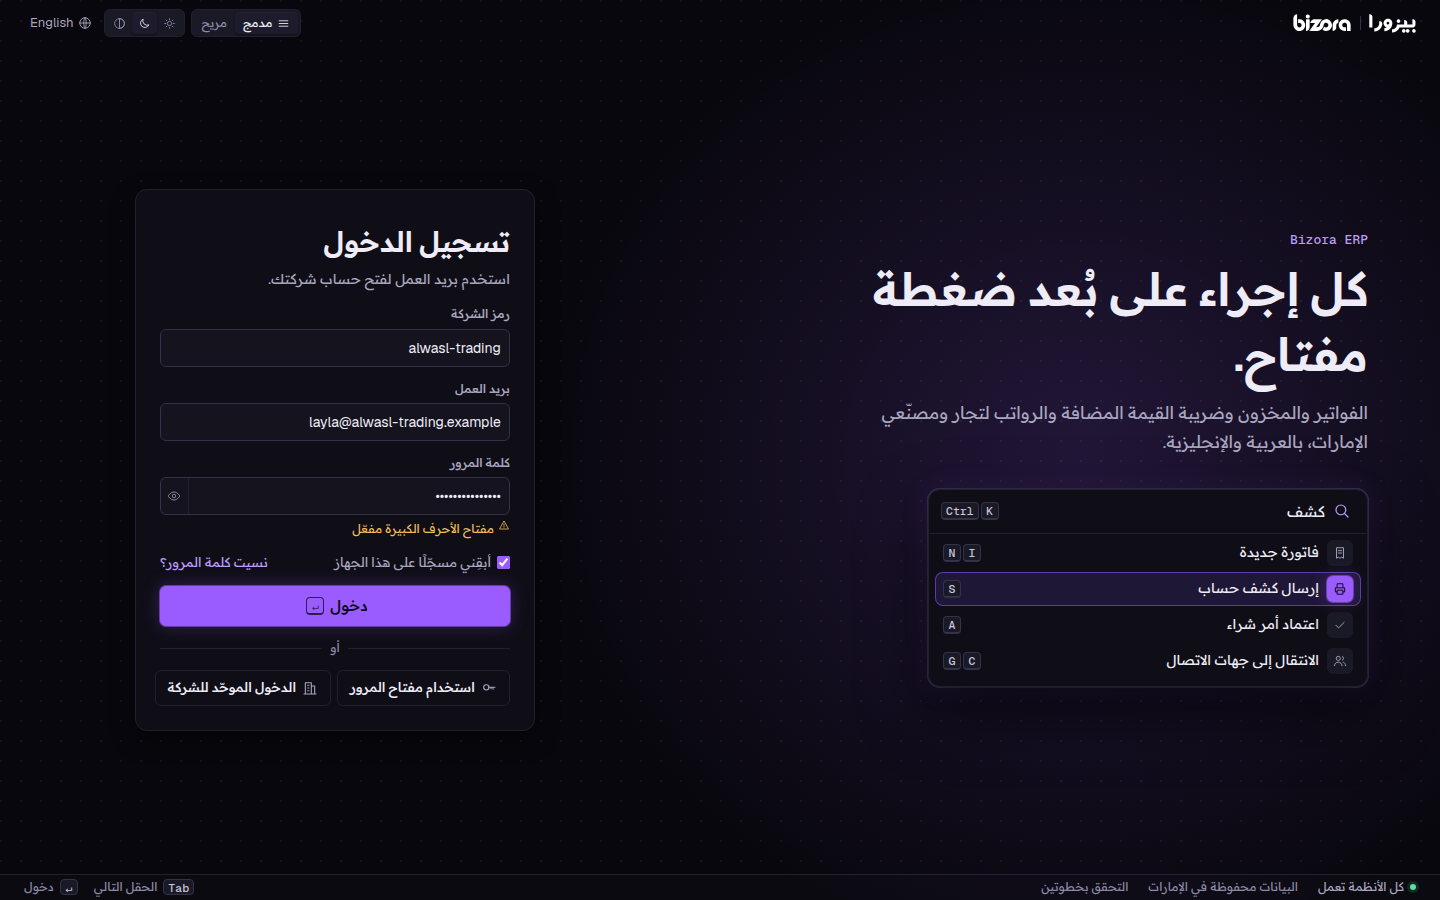 بيزورا | bizora
مدمج
مريح
English
Bizora ERP
كل إجراء على بُعد ضغطة
مفتاح.
الفواتير والمخزون وضريبة القيمة المضافة والرواتب لتجار ومصنّعي
الإمارات، بالعربية والإنجليزية.
كشف
Ctrl K
فاتورة جديدة
N I
إرسال كشف حساب
S
اعتماد أمر شراء
A
الانتقال إلى جهات الاتصال
G C
تسجيل الدخول
استخدم بريد العمل لفتح حساب شركتك.
رمز الشركة
alwasl-trading
بريد العمل
layla@alwasl-trading.example
كلمة المرور
•••••••••••••••
مفتاح الأحرف الكبيرة مفعّل
أبقِني مسجّلًا على هذا الجهاز
نسيت كلمة المرور؟
دخول ↵
أو
استخدام مفتاح المرور
الدخول الموحّد للشركة
كل الأنظمة تعمل
البيانات محفوظة في الإمارات
التحقق بخطوتين
Tab الحقل التالي
↵ دخول